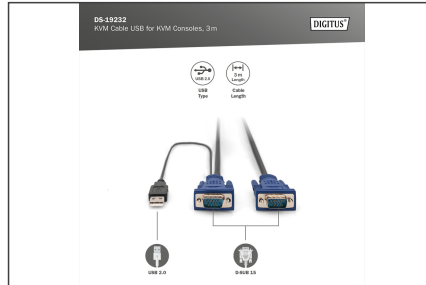 DS-19232
KVM Cable USB for KVM Consoles, 3 m
DIGITUS®
USB 2.0
USB
Type
3 m
Length
Cable
Length
USB 2.0
D-SUB 15